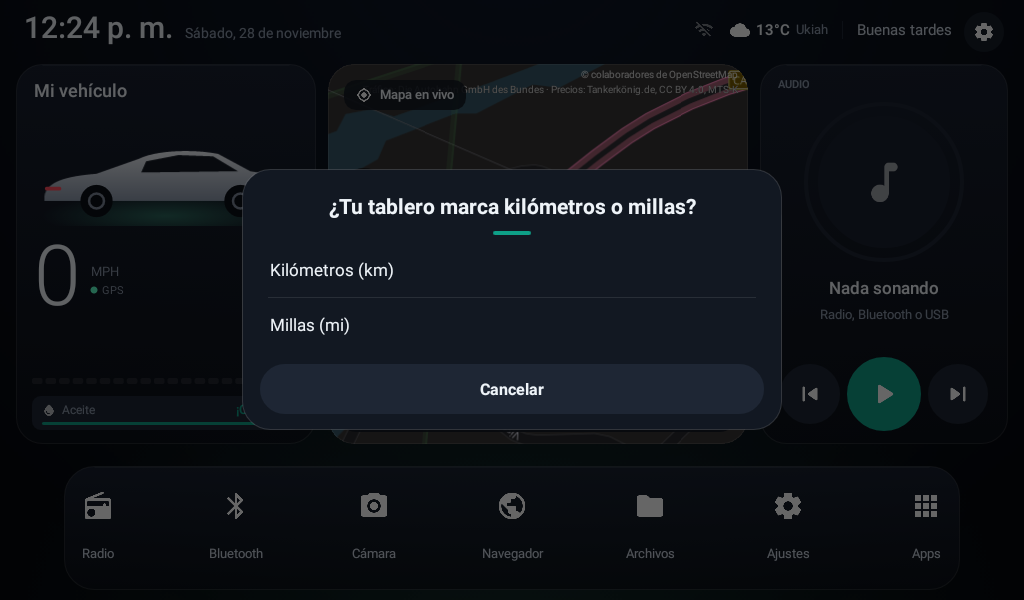 12:24 p. m.
Sábado, 28 de noviembre
13°C Ukiah
Buenas tardes
Mi vehículo
© colaboradores de OpenStreetMap
Mapa en vivo
GmbH des Bundes · Precios: Tankerkönig.de, CC BY 4.0, MTS-K
CA
AUDIO
¿Tu tablero marca kilómetros o millas?
Kilómetros (km)
Millas (mi)
Cancelar
0
MPH
GPS
Aceite
Nada sonando
Radio, Bluetooth o USB
Radio
Bluetooth
Cámara
Navegador
Archivos
Ajustes
Apps